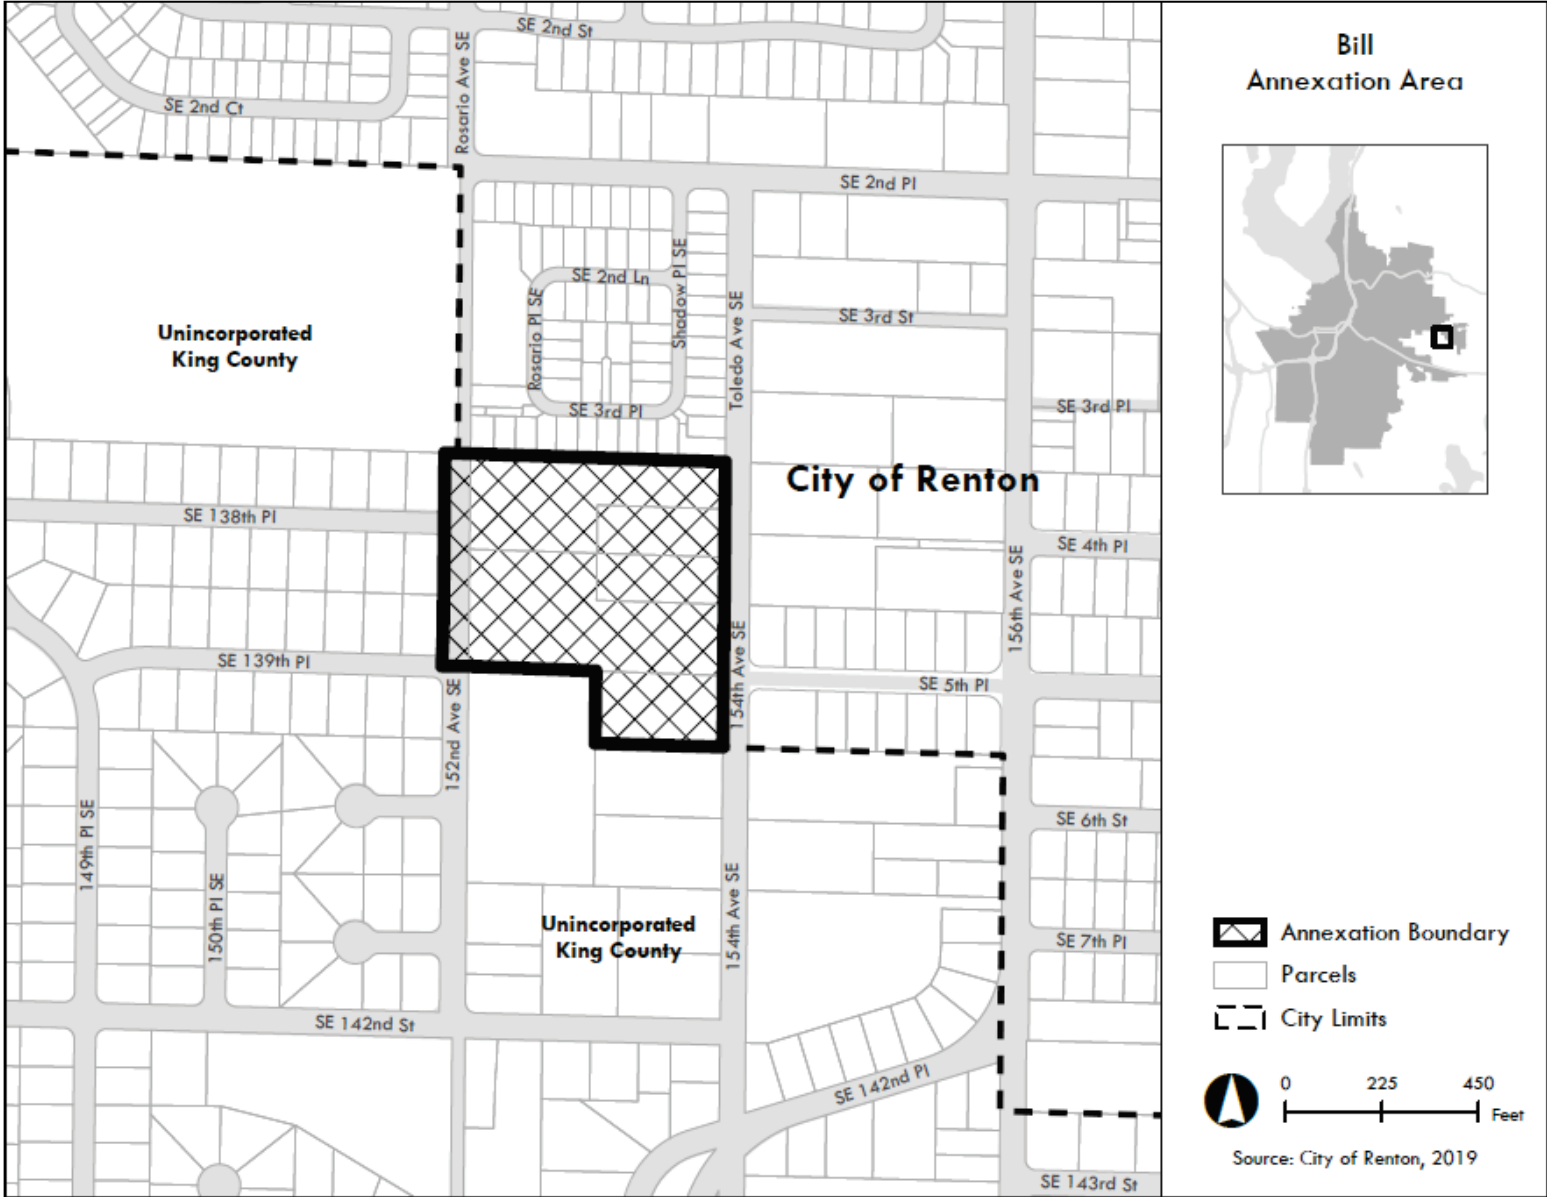 SE 2nd St
Rosario Ave SE
SE 2nd Ct
SE 2nd Pl
SE 2nd Ln
Shadow Pl SE
Rosario Pl SE
Toledo Ave SE
SE 3rd St
Unincorporated
King County
SE 3rd Pl
SE 3rd Pl
City of Renton
SE 138th Pl
SE 4th Pl
156th Ave SE
SE 139th Pl
154th Ave SE
SE 5th Pl
152nd Ave SE
149th Pl SE
SE 6th St
150th Pl SE
154th Ave SE
Unincorporated
King County
SE 7th Pl
SE 142nd St
SE 142nd Pl
SE 143rd St
Bill
Annexation Area
Annexation Boundary
Parcels
City Limits
0 225 450
Feet
Source: City of Renton, 2019